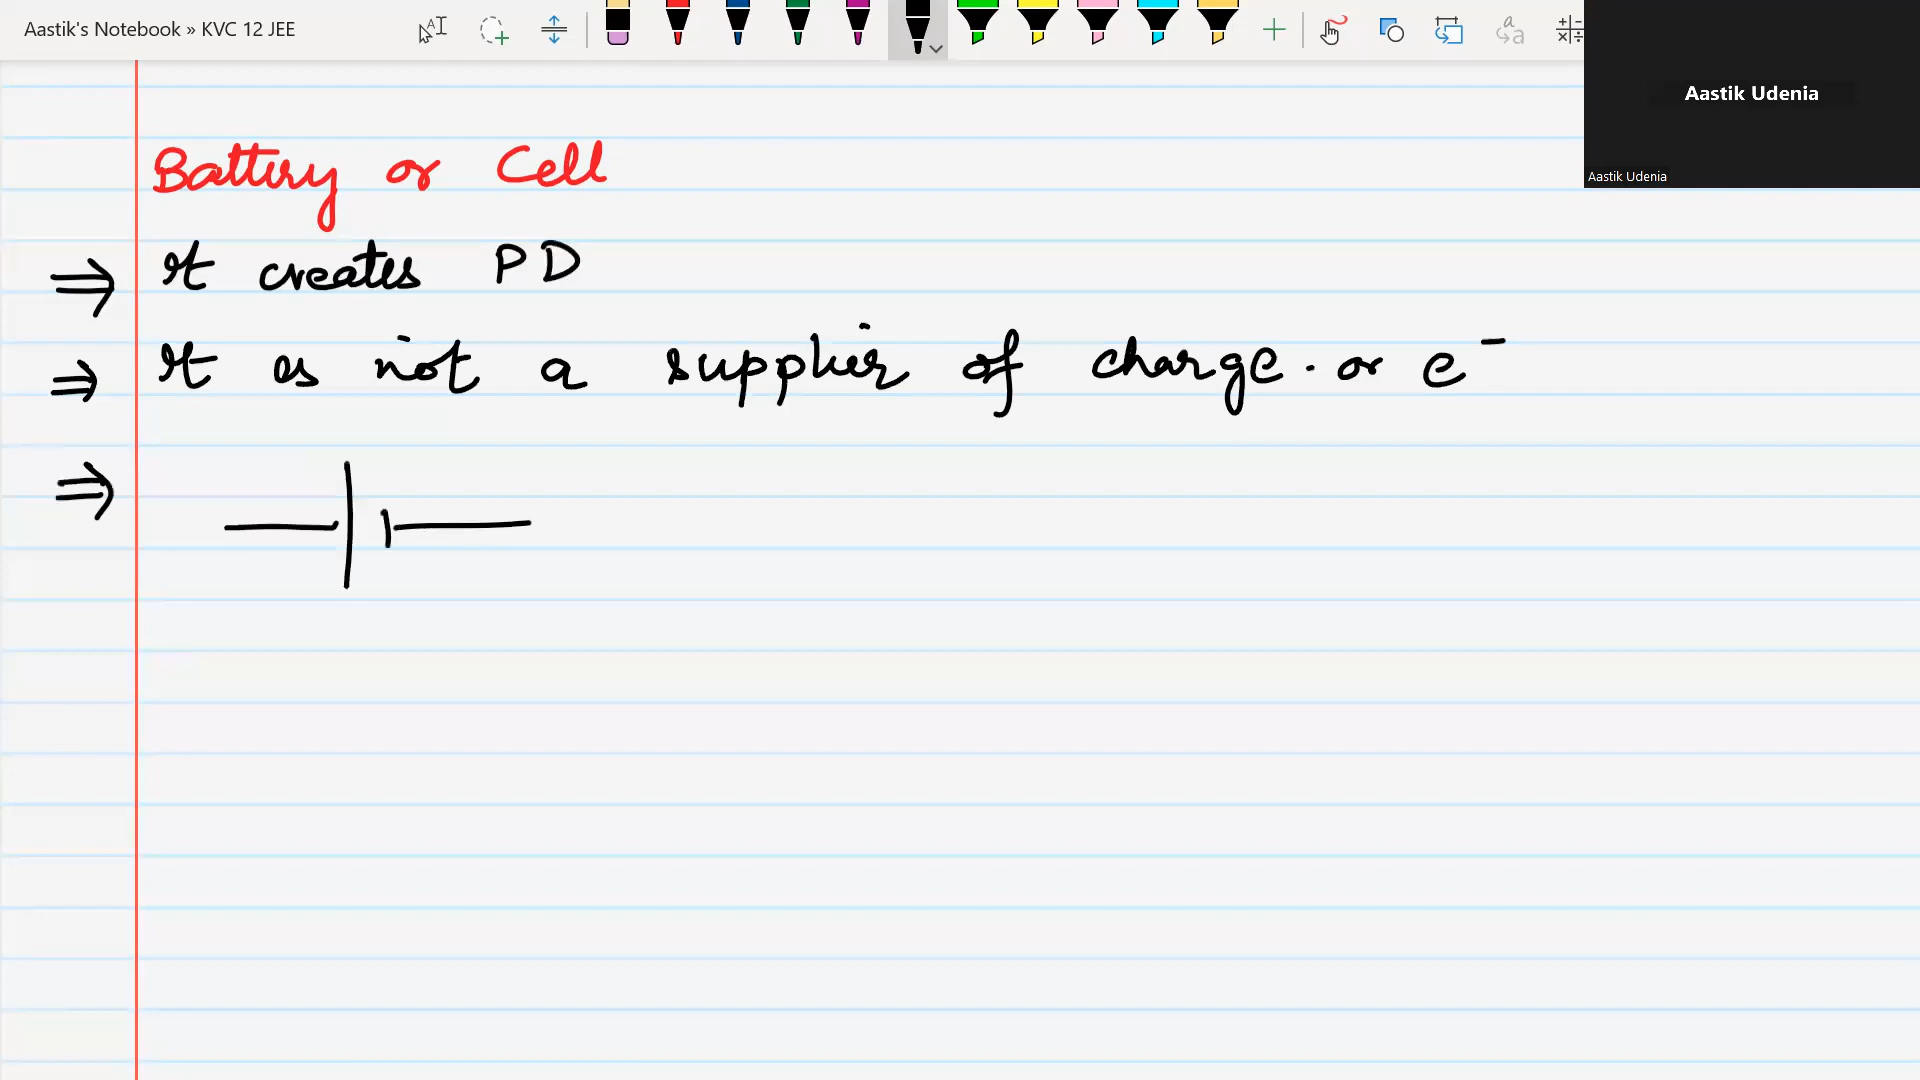 Aastik's Notebook » KVC 12 JEE
Aastik Udenia
Aastik Udenia
Battery or Cell
⇒ It creates PD
⇒ It is not a supplier of charge. or e⁻
⇒